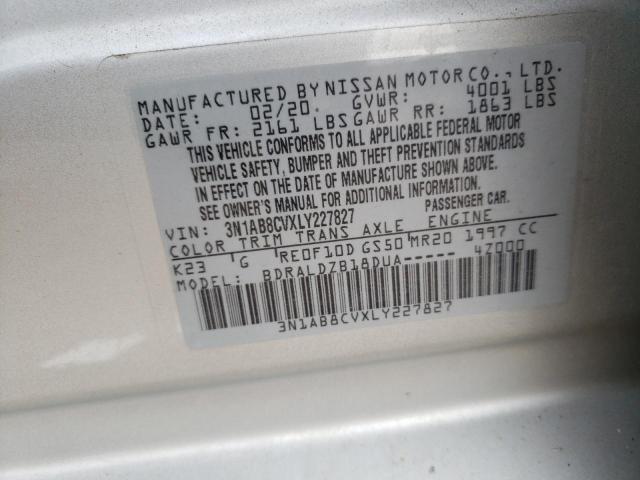 MANUFACTURED BY NISSAN MOTOR CO., LTD.
DATE: 02/20. GVWR: 4001 LBS
GAWR FR: 2161 LBS GAWR RR: 1863 LBS
THIS VEHICLE CONFORMS TO ALL APPLICABLE FEDERAL MOTOR
VEHICLE SAFETY, BUMPER AND THEFT PREVENTION STANDARDS
IN EFFECT ON THE DATE OF MANUFACTURE SHOWN ABOVE.
SEE OWNER'S MANUAL FOR ADDITIONAL INFORMATION.
VIN: 3N1AB8CVXLY227827 PASSENGER CAR.
COLOR TRIM TRANS AXLE ENGINE
K23 G RE0F10D GS50 MR20 1997 CC
MODEL: BDRALDZB18DUA----- 4Z000
3N1AB8CVXLY227827